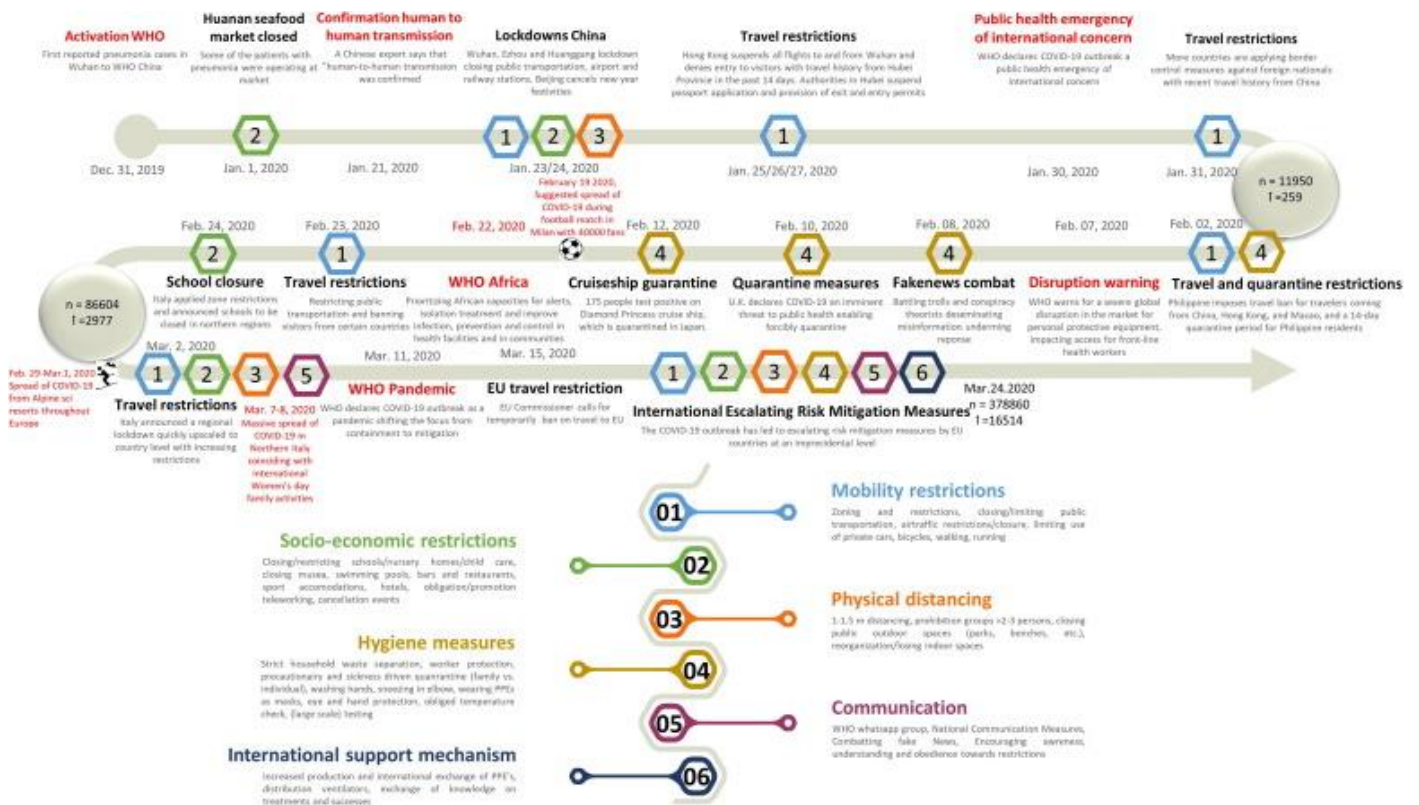 Activation WHO
First reported pneumonia cases in
Wuhan to WHO China
Dec. 31, 2019
Huanan seafood
market closed
Some of the patients with
pneumonia were operating at
market
2
Jan. 1, 2020
Confirmation human to
human transmission
A Chinese expert says that
"human-to-human transmission
was confirmed
Jan. 21, 2020
Lockdowns China
Wuhan, Ezhou and Huanggang lockdown
closing public transportation, airport and
railway stations. Beijing cancels new year
festivities
1
2
3
Jan. 23/24, 2020
Travel restrictions
Hong Kong suspends all flights to and from Wuhan and
denies entry to visitors with travel history from Hubei
Province in the past 14 days. Authorities in Hubei suspend
passport application and provision of exit and entry permits
1
Jan. 25/26/27, 2020
Public health emergency
of international concern
WHO declares COVID-19 outbreak a
public health emergency of
international concern
Jan. 30, 2020
Travel restrictions
More countries are applying border
control measures against foreign nationals
with recent travel history from China
1
Jan. 31, 2020
n = 11950
† =259
February 19 2020,
Suggested spread of
COVID-19 during
football match in
Milan with 40000 fans
Feb. 24, 2020
2
School closure
Italy applied zone restrictions
and announced schools to be
closed in northern regions
Feb. 23, 2020
1
Travel restrictions
Restricting public
transportation and banning
visitors from certain countries
Feb. 22, 2020
WHO Africa
Prioritizing African capacities for alerts,
isolation treatment and improve
infection, prevention and control in
health facilities and in communities
Feb. 12, 2020
4
Cruiseship guarantine
175 people test positive on
Diamond Princess cruise ship,
which is quarantined in Japan.
Feb. 10, 2020
4
Quarantine measures
U.K. declares COVID-19 an imminent
threat to public health enabling
forcibly quarantine
Feb. 08, 2020
4
Fakenews combat
Battling trolls and conspiracy
theorists deseminating
misinformation underming
reponse
Feb. 07, 2020
Disruption warning
WHO warns for a severe global
disruption in the market for
personal protective equipment,
impacting access for front-line
health workers
Feb. 02, 2020
1
4
Travel and quarantine restrictions
Philippine imposes travel ban for travelers coming
from China, Hong Kong, and Macao, and a 14-day
quarantine period for Philippine residents
n = 86604
† =2977
Feb. 29-Mar.1, 2020
Spread of COVID-19
from Alpine sci
resorts throughout
Europe
Mar, 2, 2020
1
2
3
5
Travel restrictions
Italy announced a regional
lockdown quickly upscaled to
country level with increasing
restrictions
Mar. 7-8, 2020
Massive spread of
COVID-19 in
Northern Italy
coinciding with
International
Women's day
family activities
Mar. 11, 2020
WHO Pandemic
WHO declares COVID-19 outbreak as a
pandemic shifting the focus from
containment to mitigation
Mar. 15, 2020
EU travel restriction
EU Commissioner calls for
temporarily ban on travel to EU
1
2
3
4
5
6
International Escalating Risk Mitigation Measures
The COVID-19 outbreak has led to escalating risk mitigation measures by EU
countries at an imprecidental level
Mar.24.2020
n = 378860
† =16514
01
Mobility restrictions
Zoning and restrictions, closing/limiting public
transportation, airtraffic restrictions/closure, limiting use
of private cars, bicycles, walking, running
Socio-economic restrictions
Closing/restricting schools/nursery homes/child care,
closing musea, swimming pools, bars and restaurants,
sport accomodations, hotels, obligation/promotion
teleworking, cancellation events
02
03
Physical distancing
1-1.5 m distancing, prohibition groups >2-3 persons, closing
public outdoor spaces (parks, benches, etc.),
reorganization/losing indoor spaces
Hygiene measures
Strict household waste separation, worker protection,
precautionary and sickness driven quanrantine (family vs.
individual), washing hands, sneezing in elbow, wearing PPEs
as masks, eye and hand protection, obliged temperature
check, (large scale) testing
04
05
Communication
WHO whatsapp group, National Communication Measures,
Combatting fake News, Encouraging awreness,
understanding and obedience towards restrictions
International support mechanism
Increased production and international exchange of PPE's,
distribution ventilators, exchange of knowledge on
treatments and successes
06